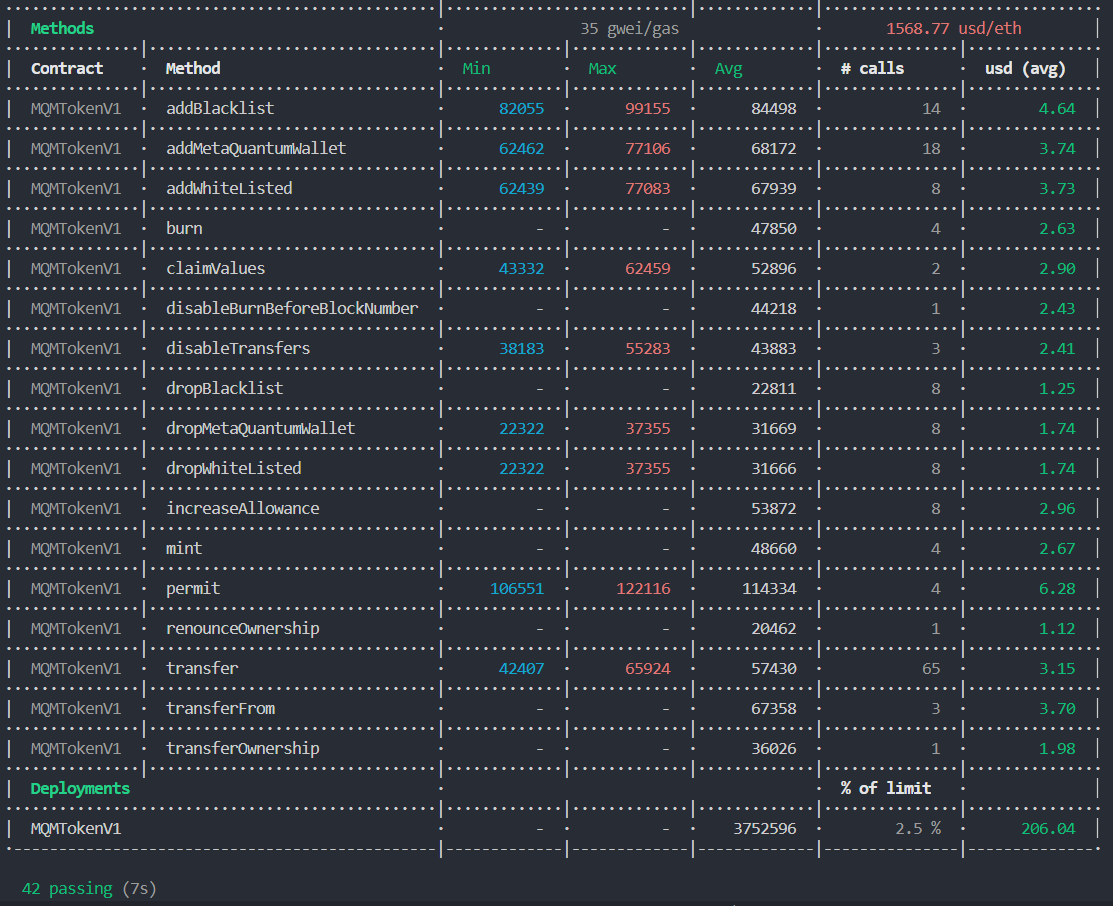 Methods 35 gwei/gas 1568.77 usd/eth
Contract Method Min Max Avg # calls usd (avg)
MQMTokenV1 addBlacklist 82055 99155 84498 14 4.64
MQMTokenV1 addMetaQuantumWallet 62462 77106 68172 18 3.74
MQMTokenV1 addWhiteListed 62439 77083 67939 8 3.73
MQMTokenV1 burn - - 47850 4 2.63
MQMTokenV1 claimValues 43332 62459 52896 2 2.90
MQMTokenV1 disableBurnBeforeBlockNumber - - 44218 1 2.43
MQMTokenV1 disableTransfers 38183 55283 43883 3 2.41
MQMTokenV1 dropBlacklist - - 22811 8 1.25
MQMTokenV1 dropMetaQuantumWallet 22322 37355 31669 8 1.74
MQMTokenV1 dropWhiteListed 22322 37355 31666 8 1.74
MQMTokenV1 increaseAllowance - - 53872 8 2.96
MQMTokenV1 mint - - 48660 4 2.67
MQMTokenV1 permit 106551 122116 114334 4 6.28
MQMTokenV1 renounceOwnership - - 20462 1 1.12
MQMTokenV1 transfer 42407 65924 57430 65 3.15
MQMTokenV1 transferFrom - - 67358 3 3.70
MQMTokenV1 transferOwnership - - 36026 1 1.98
Deployments % of limit
MQMTokenV1 - - 3752596 2.5 % 206.04
42 passing (7s)